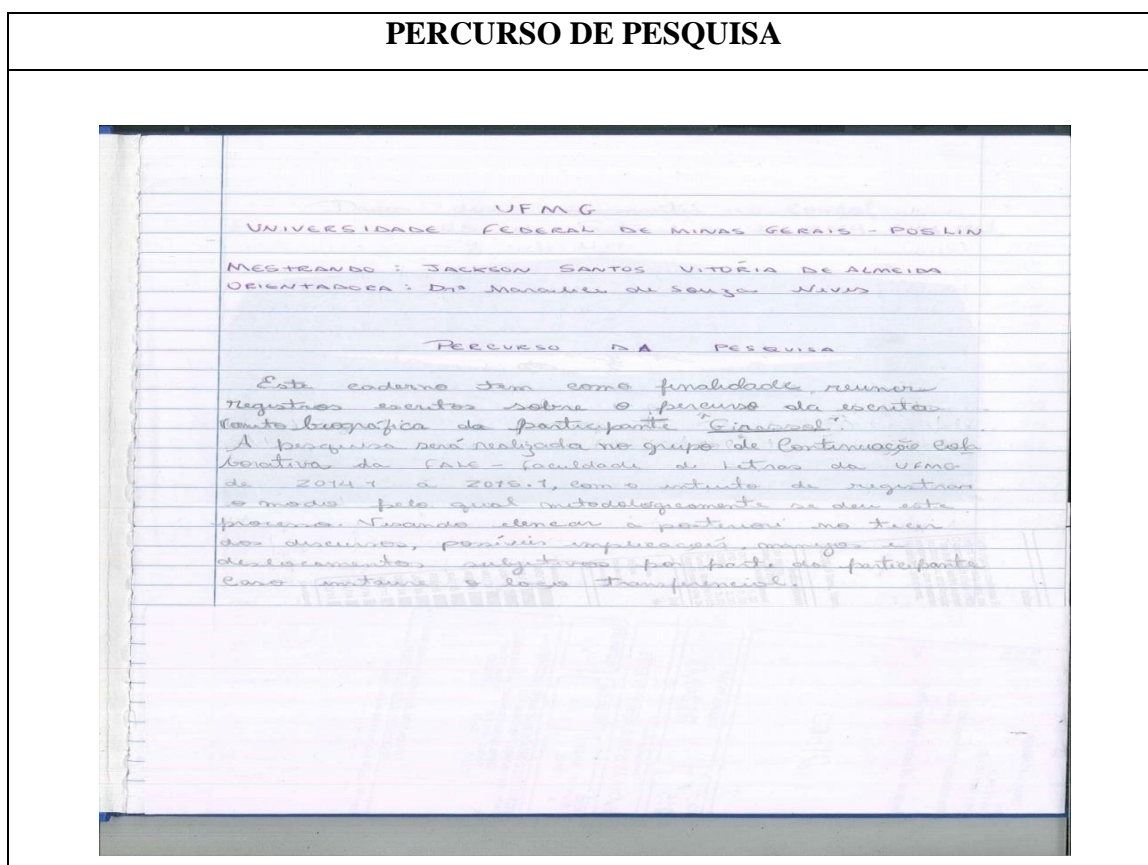 PERCURSO DE PESQUISA
UFMG
UNIVERSIDADE FEDERAL DE MINAS GERAIS - POSLIN
MESTRANDO : JACKSON SANTOS VITÓRIA DE ALMEIDA
ORIENTADORA : Drª Maralice de Souza Neves
PERCURSO DA PESQUISA
Este caderno tem como finalidade reunir
registros escritos sobre o percurso da escrita
(auto)biografica da participante "Girassol".
A pesquisa será realizada no grupo de Continuação Cola
borativa da FALE - Faculdade de Letras da UFMG
de 2014.1 à 2015.1, com o intuito de registrar
o modo pelo qual metodologicamente se deu este
processo. Visando elencar a posteriori no tecer
dos discursos, possíveis implicações, manejos e
deslocamentos subjetivos por parte da participante
caso instaure o laço transferencial.